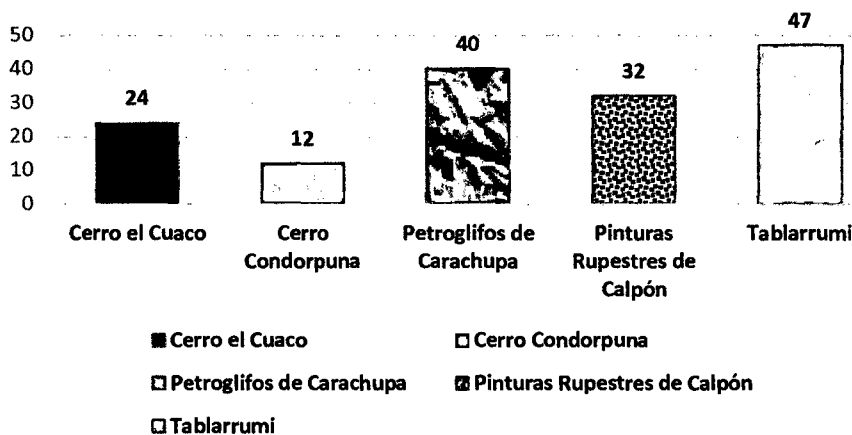 50
40
30
20
10
0
24
12
40
32
47
Cerro el Cuaco
Cerro
Condorpuna
Petroglifos de
Carachupa
Pinturas
Rupestres de
Calpón
Tablarrumi
Cerro el Cuaco
Cerro Condorpuna
Petroglifos de Carachupa
Pinturas Rupestres de Calpón
Tablarrumi